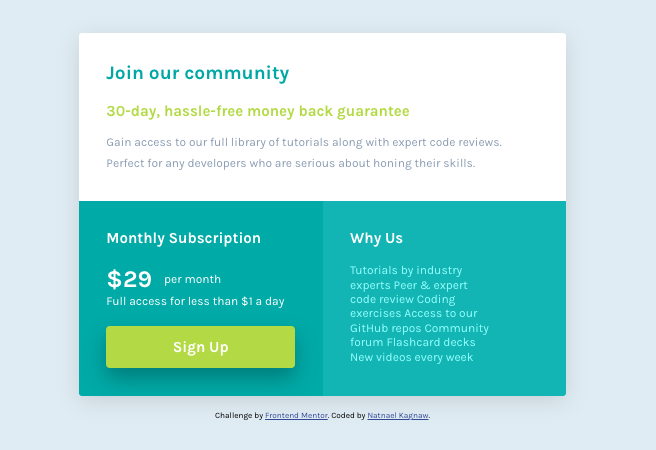 Join our community
30-day, hassle-free money back guarantee
Gain access to our full library of tutorials along with expert code reviews.
Perfect for any developers who are serious about honing their skills.
Monthly Subscription
$29 per month
Full access for less than $1 a day
Sign Up
Why Us
Tutorials by industry
experts Peer & expert
code review Coding
exercises Access to our
GitHub repos Community
forum Flashcard decks
New videos every week
Challenge by Frontend Mentor. Coded by Natnael Kagnaw.